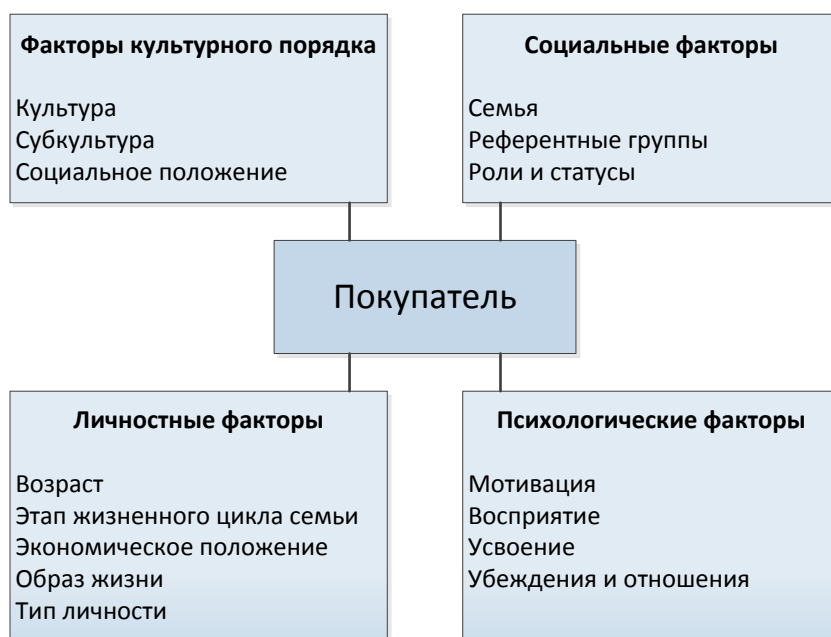 Факторы культурного порядка
Культура
Субкультура
Социальное положение
Социальные факторы
Семья
Референтные группы
Роли и статусы
Покупатель
Личностные факторы
Возраст
Этап жизненного цикла семьи
Экономическое положение
Образ жизни
Тип личности
Психологические факторы
Мотивация
Восприятие
Усвоение
Убеждения и отношения